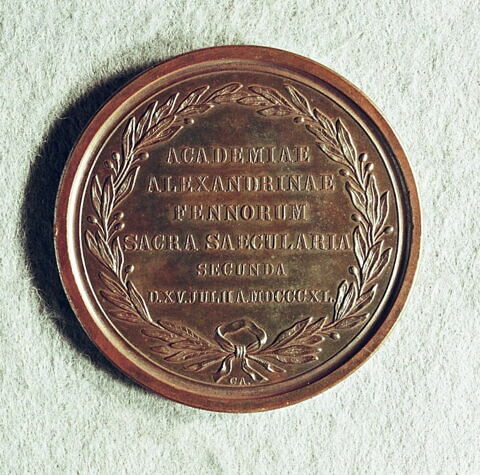 ACADEMIAE
ALEXANDRINAE
FENNORUM
SACRA SAECULARIA
SECUNDA
D.XV.JULII A.MDCCCXL.
C A.